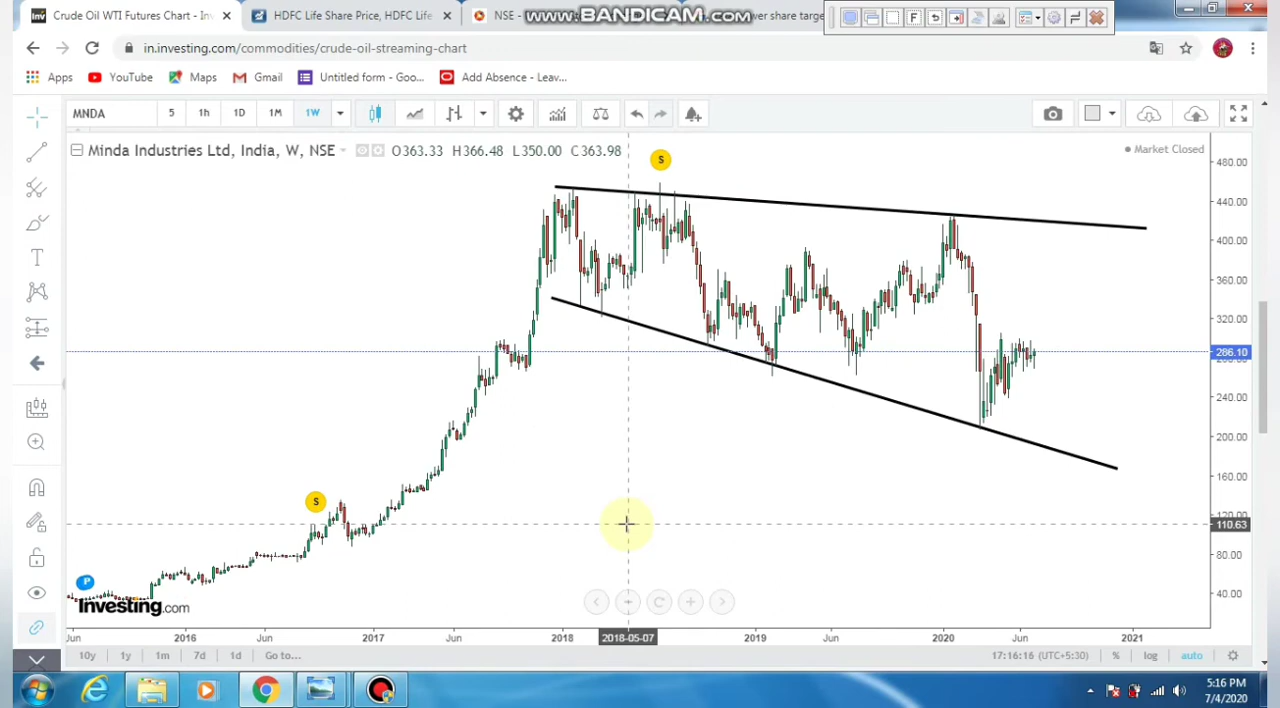 Crude Oil WTI Futures Chart - Inv
HDFC Life Share Price, HDFC Life
NSE -
www.BANDICAM.com
ver share targe
in.investing.com/commodities/crude-oil-streaming-chart
Apps YouTube Maps Gmail Untitled form - Goo... Add Absence - Leav...
MNDA 5 1h 1D 1M 1W
Minda Industries Ltd, India, W, NSE O363.33 H366.48 L350.00 C363.98
Market Closed
S
S
480.00
440.00
400.00
360.00
320.00
286.10
240.00
200.00
160.00
110.63
80.00
40.00
P
Investing.com
Jun 2016 Jun 2017 Jun 2018 2018-05-07 2019 Jun 2020 Jun 2021
10y 1y 1m 7d 1d Go to... 17:16:16 (UTC+5:30) % log auto
5:16 PM
7/4/2020